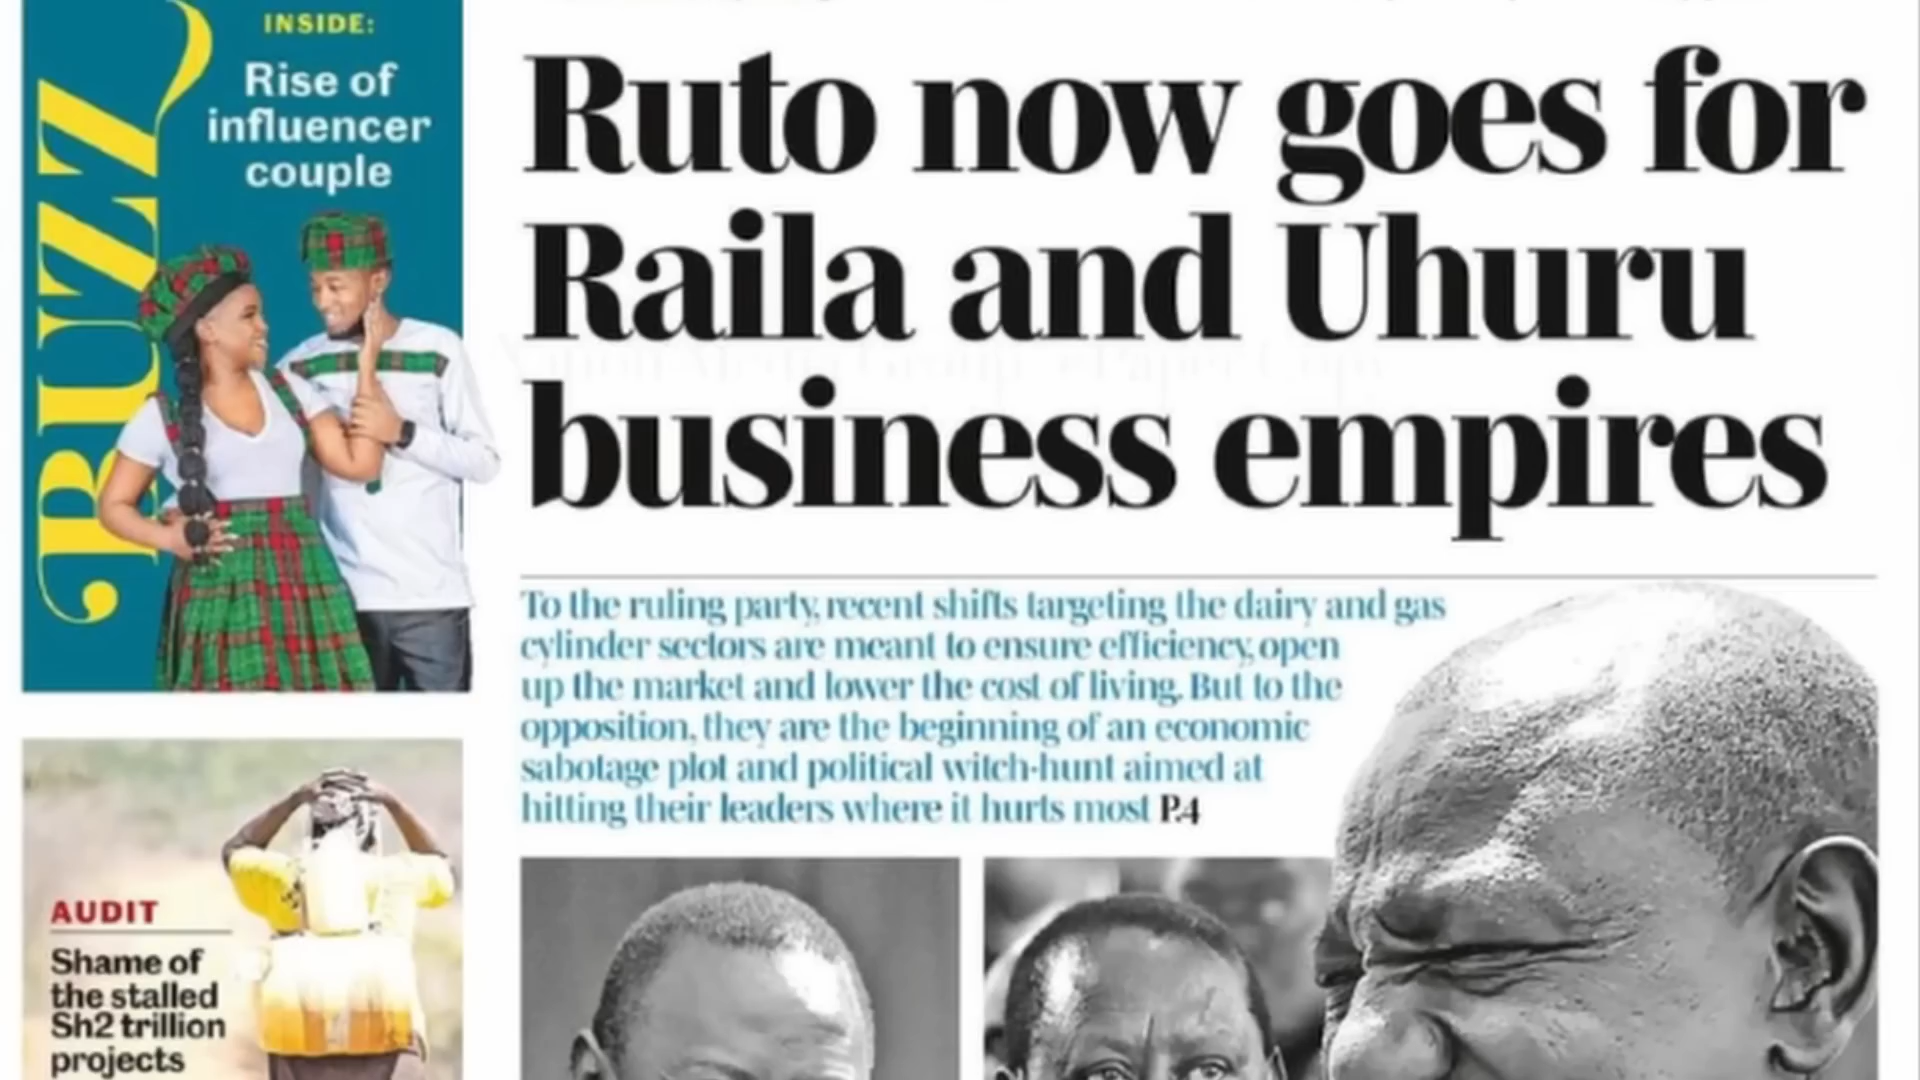 BUZZ
INSIDE:
Rise of
influencer
couple
Ruto now goes for
Raila and Uhuru
business empires
To the ruling party, recent shifts targeting the dairy and gas
cylinder sectors are meant to ensure efficiency, open
up the market and lower the cost of living. But to the
opposition, they are the beginning of an economic
sabotage plot and political witch-hunt aimed at
hitting their leaders where it hurts most P.4
AUDIT
Shame of
the stalled
Sh2 trillion
projects